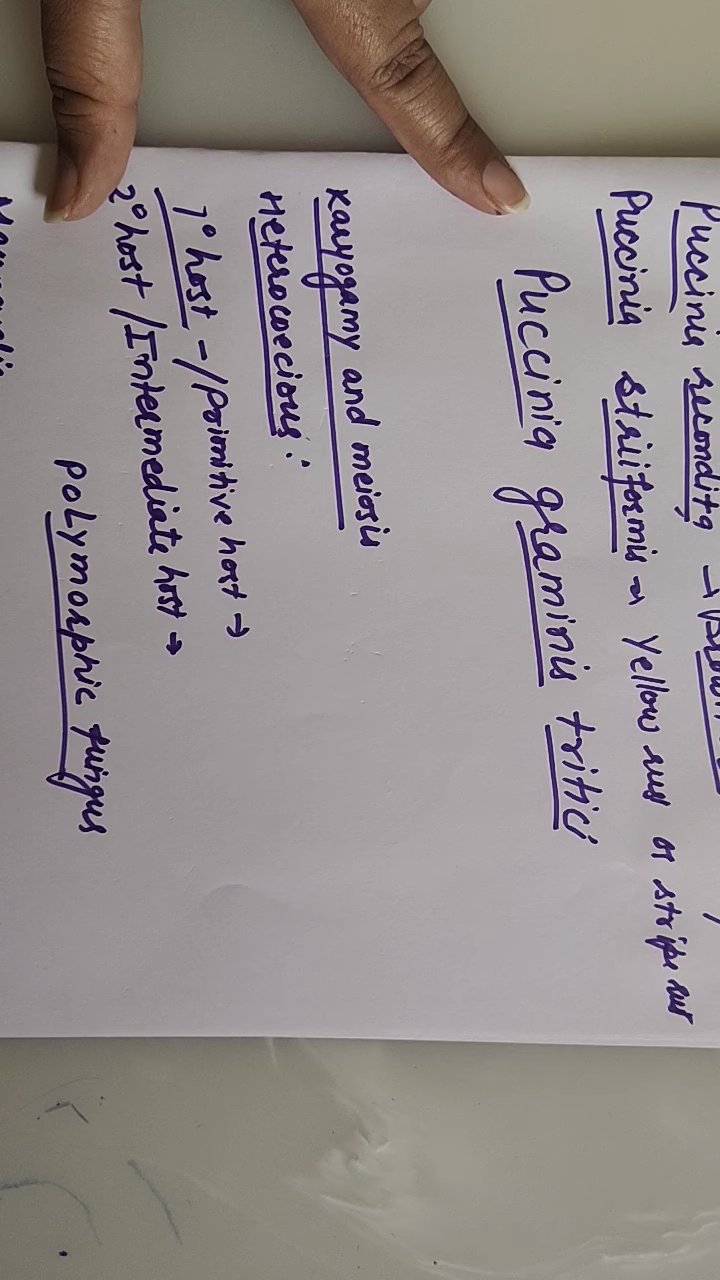 Puccinia recondita →
Puccinia striiformis → Yellow rust or stripe rust
Puccinia graminis tritici
Karyogamy and meiosis
Heteroecious:
1° host - /primitive host →
2° host /Intermediate host →
polymorphic fungus